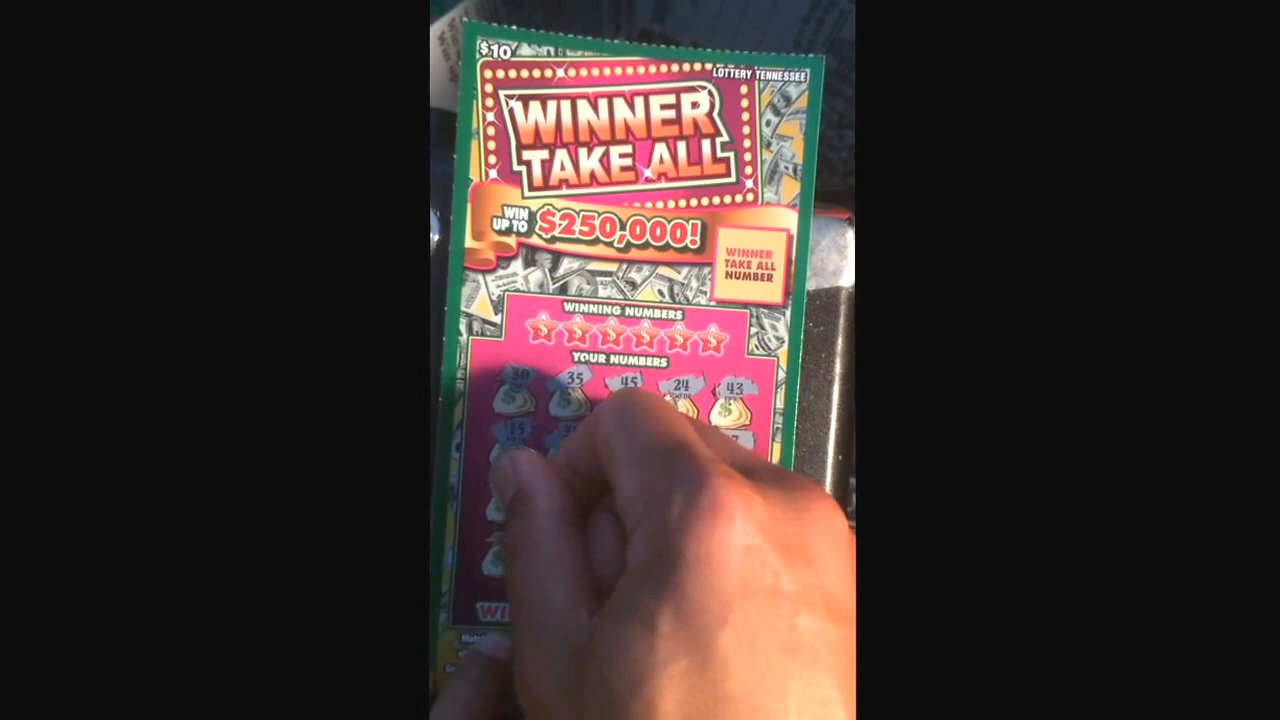 $10
LOTTERY TENNESSEE
WINNER
TAKE ALL
WIN
UP TO
$250,000!
WINNER
TAKE ALL
NUMBER
WINNING NUMBERS
$ $ $ $ $ $
YOUR NUMBERS
30 35 45 24 43
15